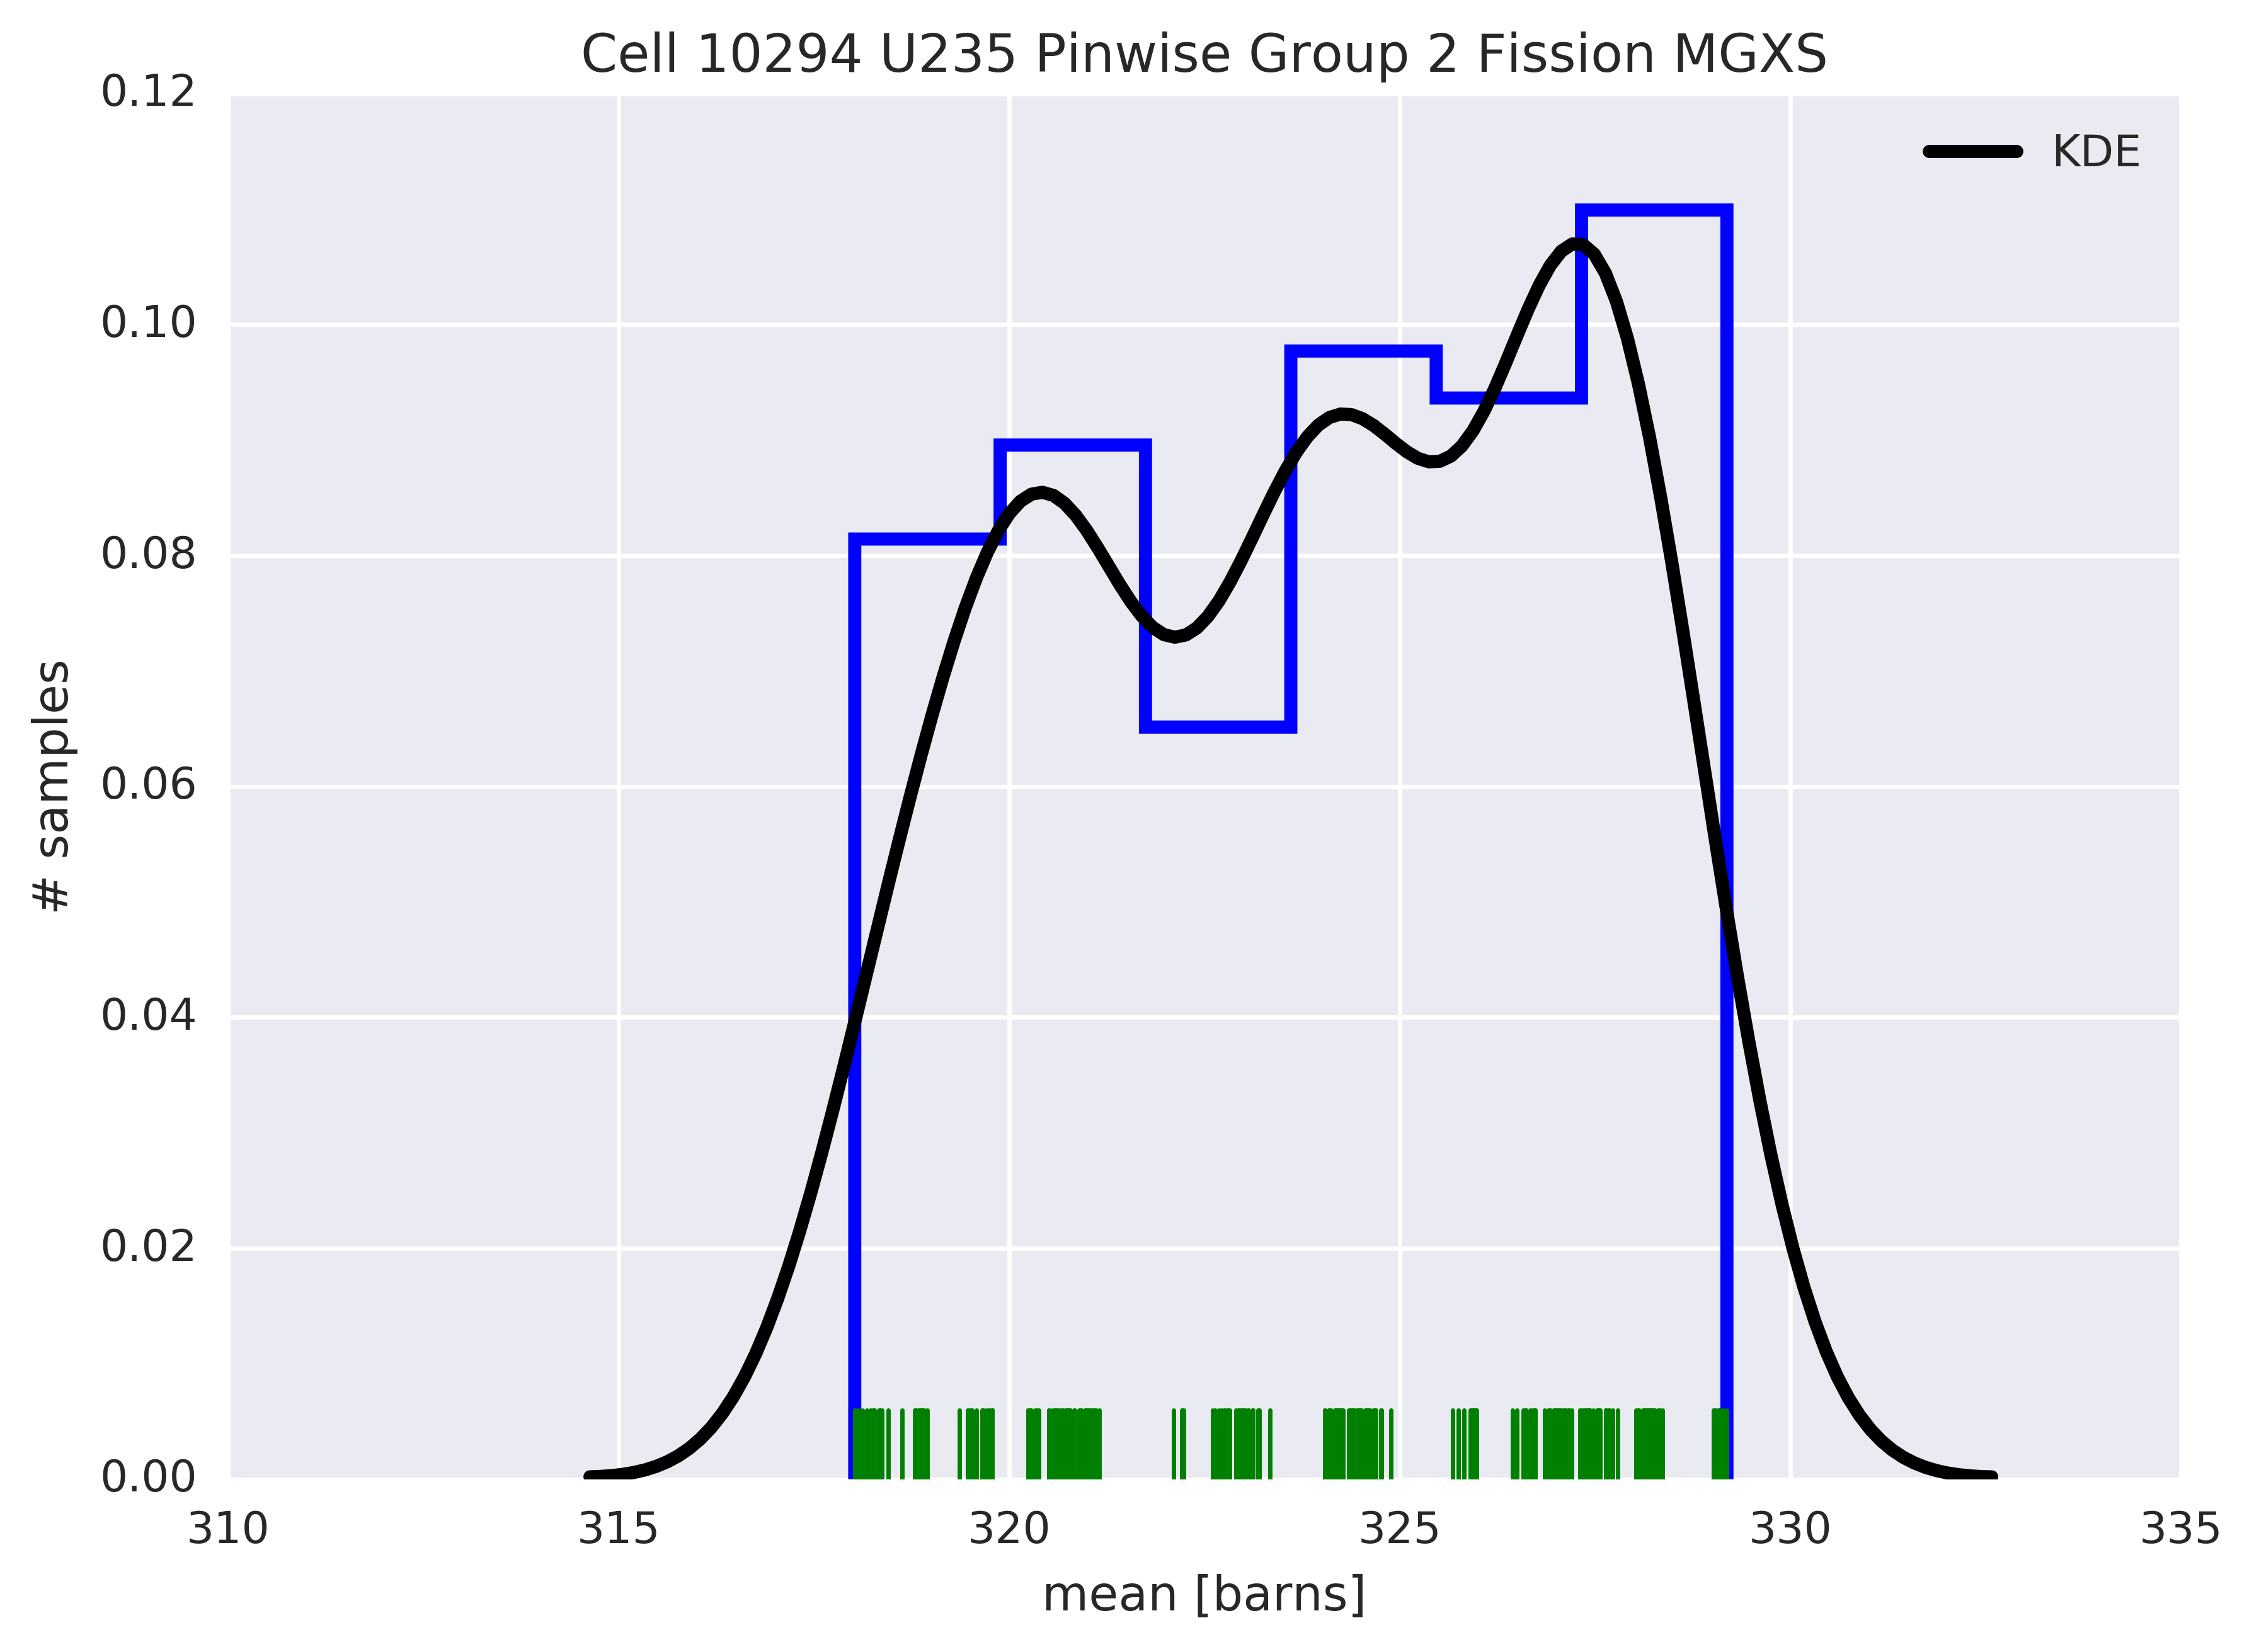 Cell 10294 U235 Pinwise Group 2 Fission MGXS
KDE
0.12
0.10
0.08
0.06
0.04
0.02
0.00
# samples
310 315 320 325 330 335
mean [barns]